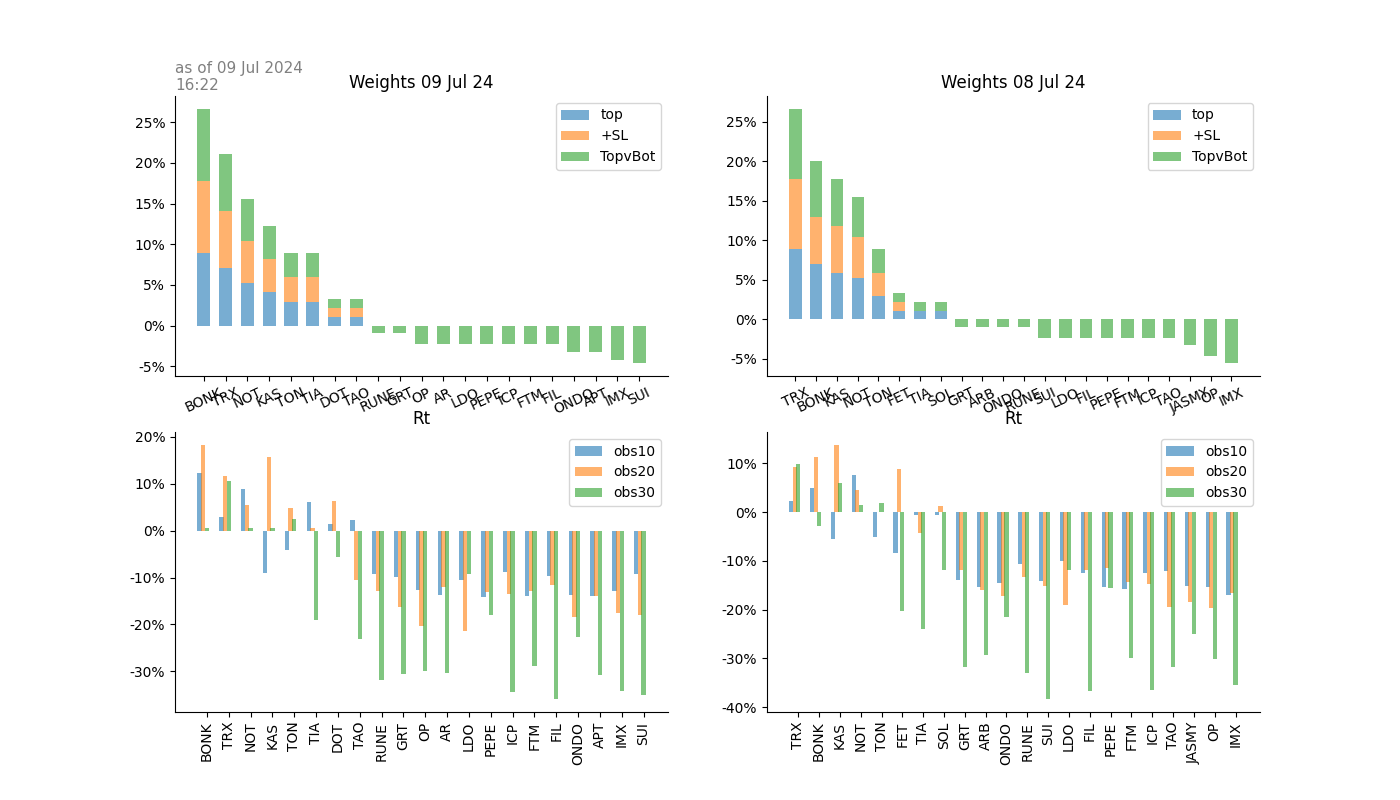 as of 09 Jul 2024
16:22
Weights 09 Jul 24
25%
20%
15%
10%
5%
0%
-5%
top
+SL
TopvBot
BONK TRX NOT KAS TON TIA DOT TAO RUNE GRT OP AR LDO PEPE ICP FTM FIL ONDO APT IMX SUI
Weights 08 Jul 24
25%
20%
15%
10%
5%
0%
-5%
top
+SL
TopvBot
TRX BONK KAS NOT TON FET TIA SOL GRT ARB ONDO RUNE SUI LDO FIL PEPE FTM ICP TAO JASMY OP IMX
Rt
20%
10%
0%
-10%
-20%
-30%
obs10
obs20
obs30
BONK TRX NOT KAS TON TIA DOT TAO RUNE GRT OP AR LDO PEPE ICP FTM FIL ONDO APT IMX SUI
Rt
10%
0%
-10%
-20%
-30%
-40%
obs10
obs20
obs30
TRX BONK KAS NOT TON FET TIA SOL GRT ARB ONDO RUNE SUI LDO FIL PEPE FTM ICP TAO JASMY OP IMX